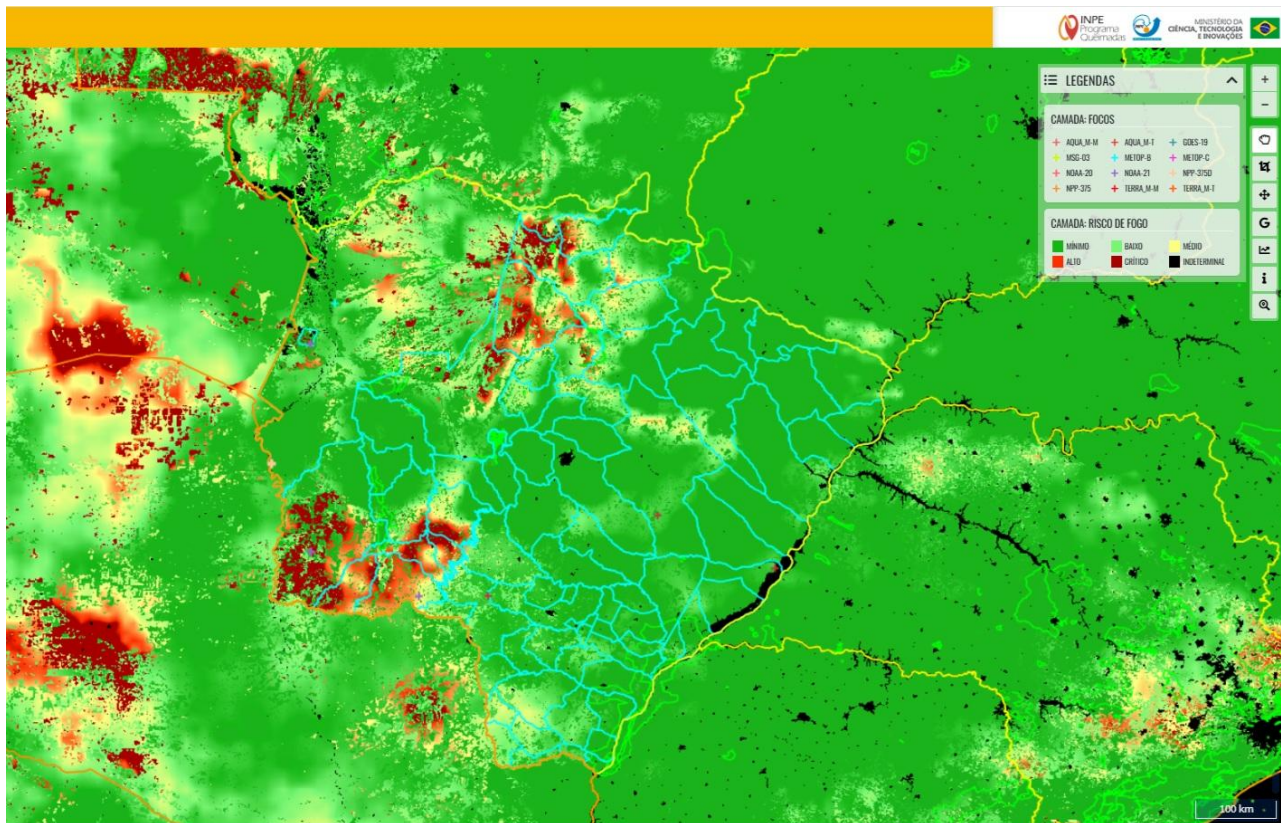 INPE
Programa
Queimadas
INPE
MINISTÉRIO DA
CIÊNCIA, TECNOLOGIA
E INOVAÇÕES
LEGENDAS
CAMADA: FOCOS
AQUA_M-M AQUA_M-T GOES-19
MSG-03 METOP-B METOP-C
NOAA-20 NOAA-21 NPP-375D
NPP-375 TERRA_M-M TERRA_M-T
CAMADA: RISCO DE FOGO
MÍNIMO BAIXO MÉDIO
ALTO CRÍTICO INDETERMINAD
+
−
G
i
100 km